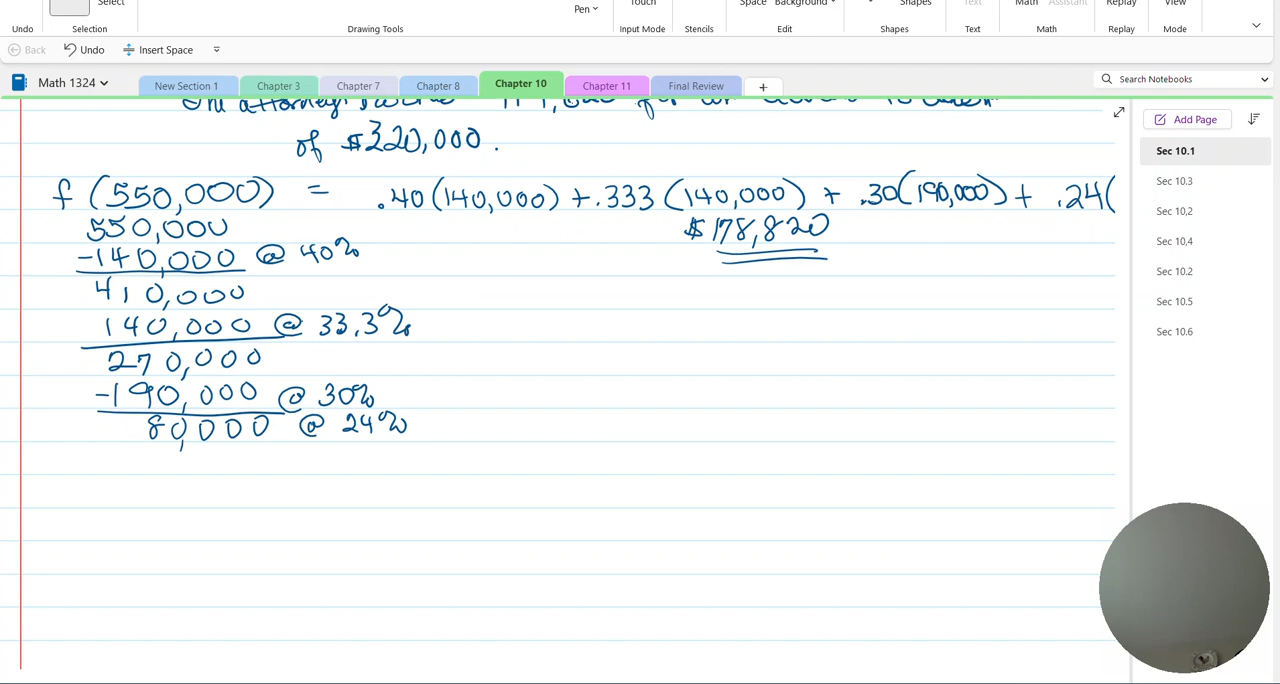 Select
Pen
Touch
Space Background
Shapes
Text
Math Assistant
Replay
View
Undo
Selection
Drawing Tools
Input Mode
Stencils
Edit
Shapes
Text
Math
Replay
Mode
Back
Undo
Insert Space
Math 1324
New Section 1
Chapter 3
Chapter 7
Chapter 8
Chapter 10
Chapter 11
Final Review
+
Search Notebooks
of $320,000.
f (550,000) = .40(140,000) + .333 (140,000) + .30(190,000) + .24(
$178,820
550,000
-140,000 @ 40%
410,000
140,000 @ 33.3%
270,000
-190,000 @ 30%
80,000 @ 24%
Add Page
Sec 10.1
Sec 10.3
Sec 10,2
Sec 10,4
Sec 10.2
Sec 10.5
Sec 10.6